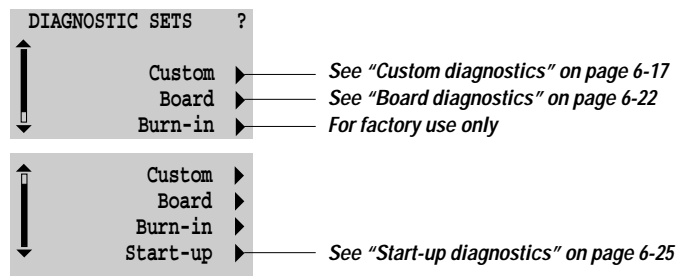 DIAGNOSTIC SETS ?
Custom See “Custom diagnostics” on page 6-17
Board See “Board diagnostics” on page 6-22
Burn-in For factory use only
Custom
Board
Burn-in
Start-up See “Start-up diagnostics” on page 6-25